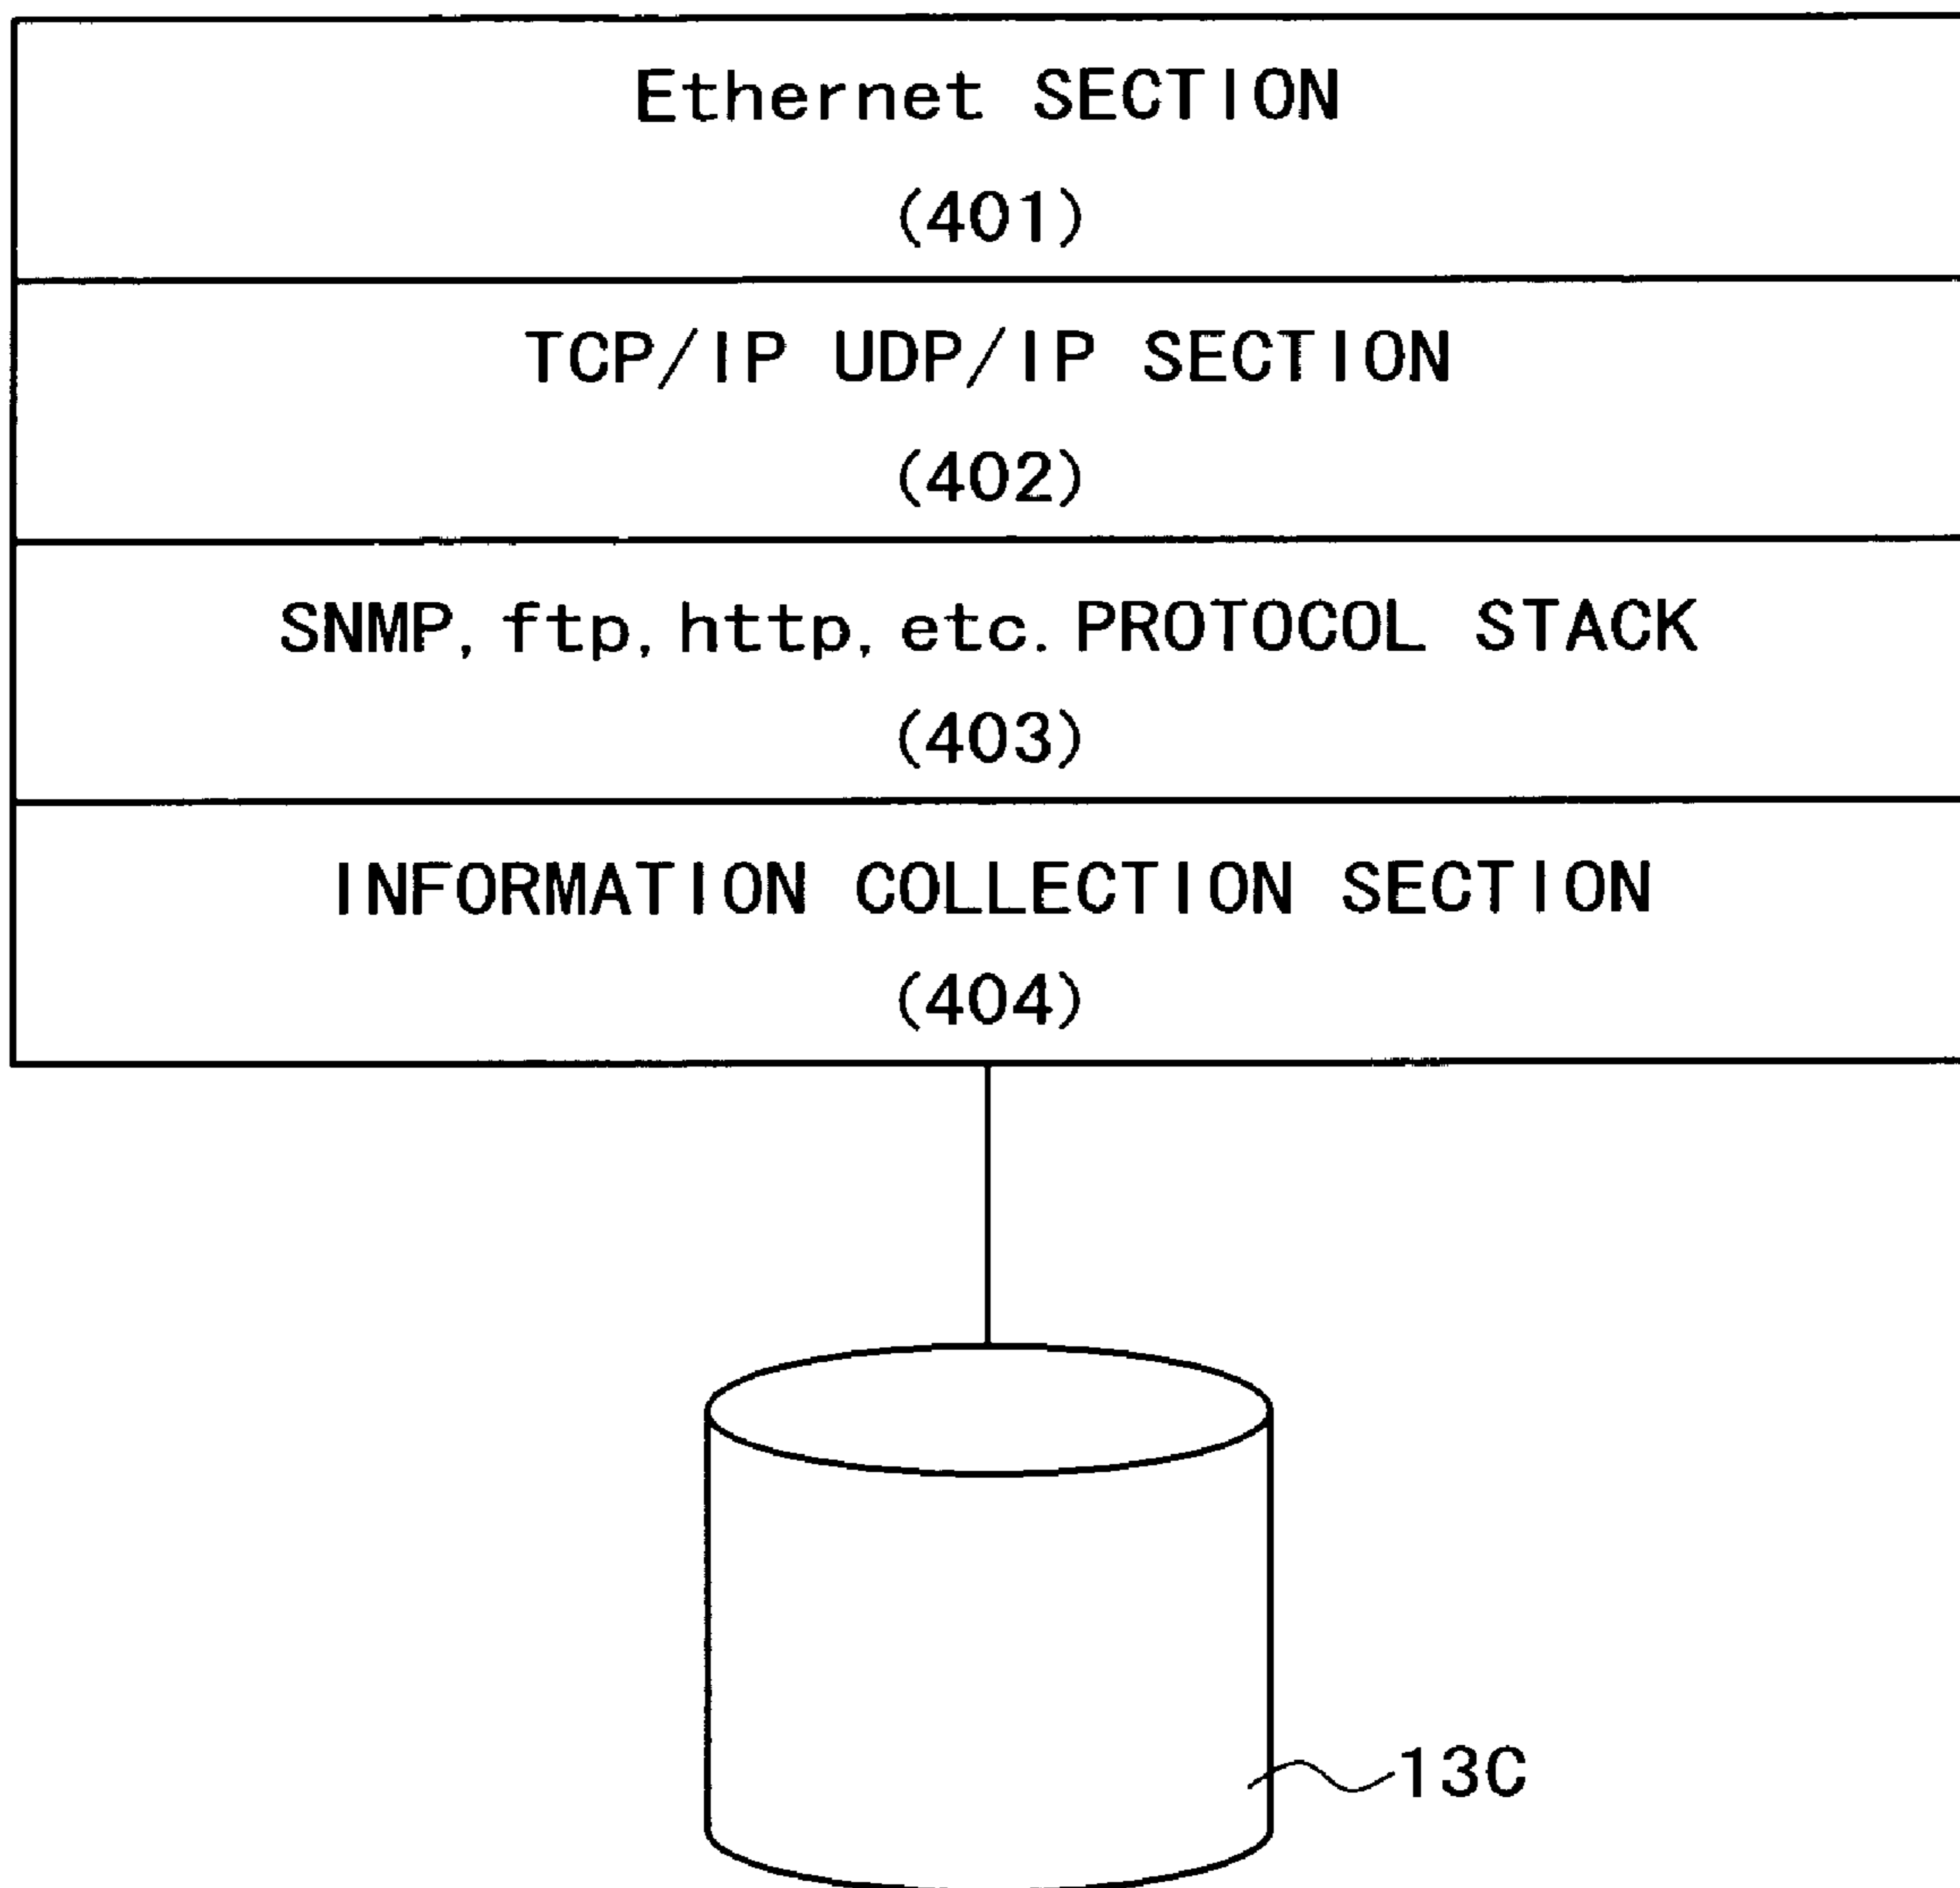 Ethernet SECTION
(401)
TCP/IP UDP/IP SECTION
(402)
SNMP, ftp, http, etc. PROTOCOL STACK
(403)
INFORMATION COLLECTION SECTION
(404)
13C